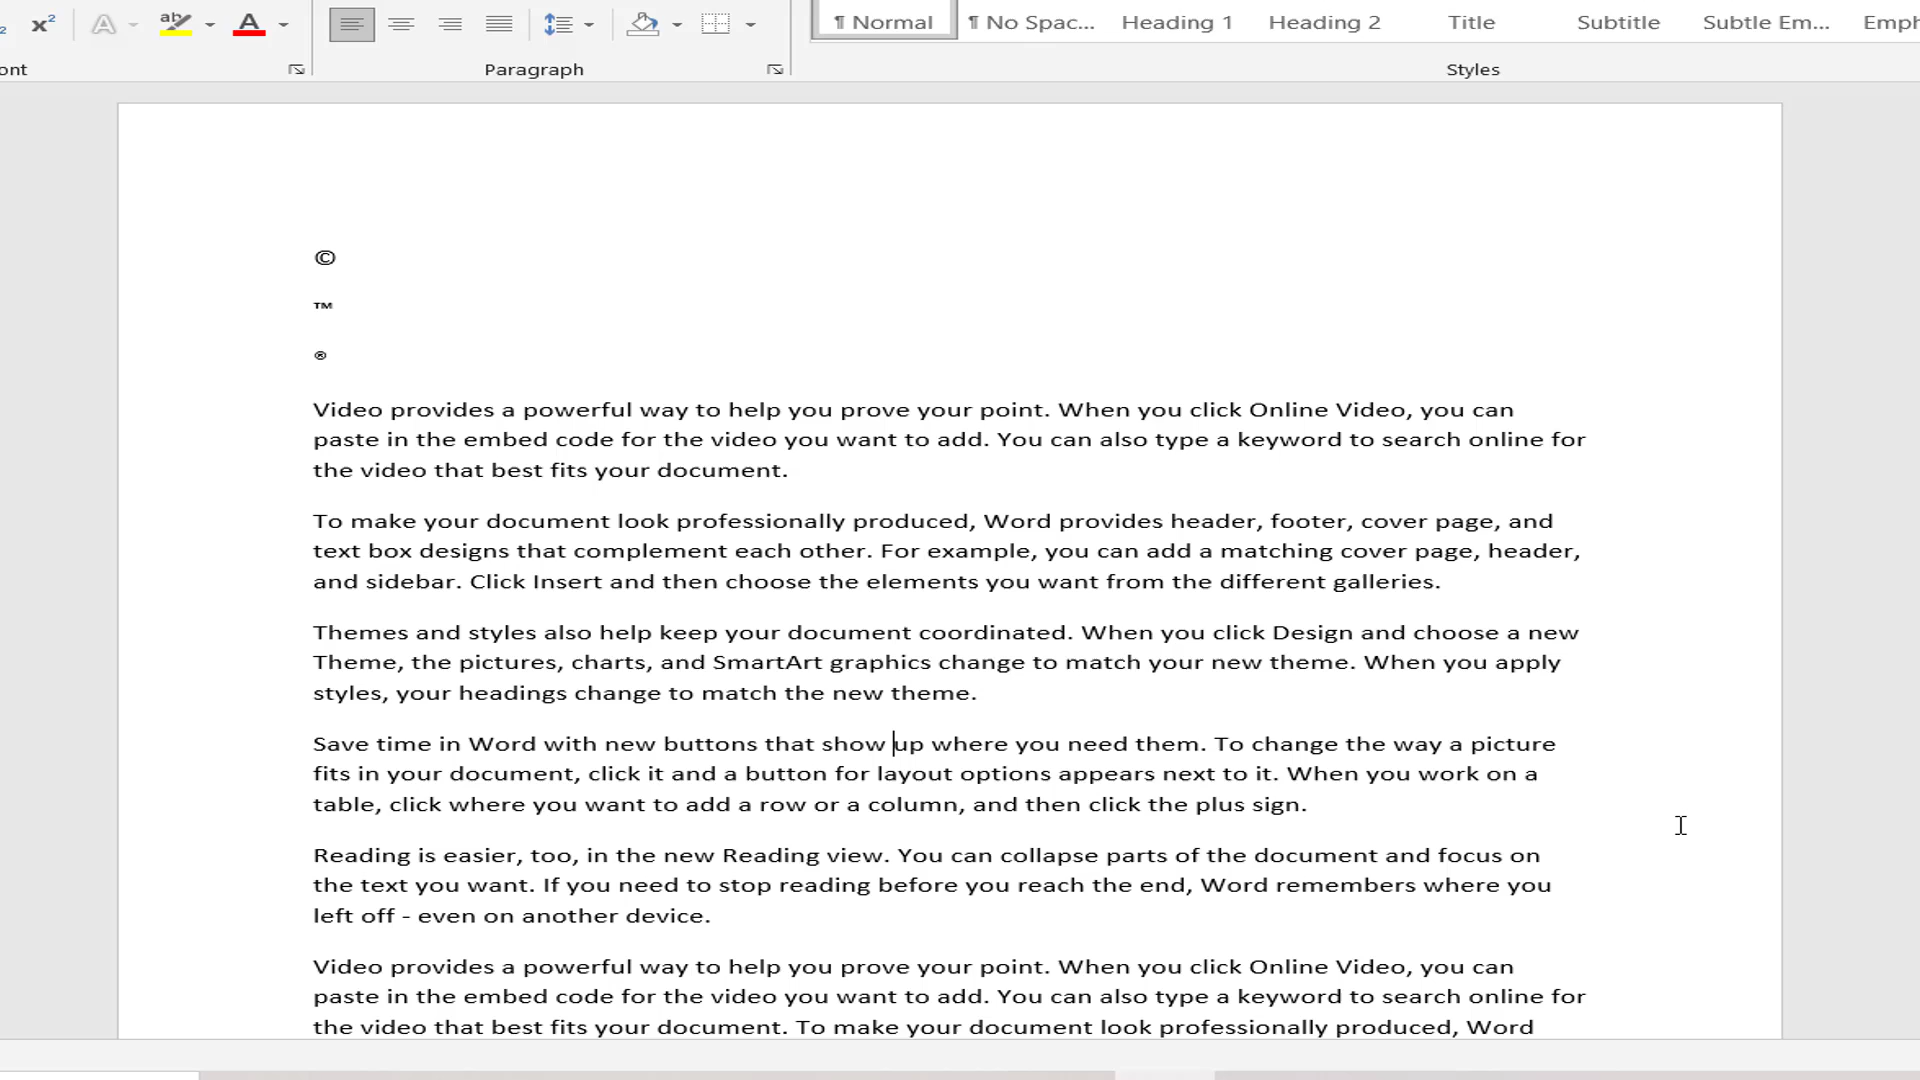 x²
A
ab
A
¶ Normal
¶ No Spac...
Heading 1
Heading 2
Title
Subtitle
Subtle Em...
Emph
ont
Paragraph
Styles
©
™
®
Video provides a powerful way to help you prove your point. When you click Online Video, you can
paste in the embed code for the video you want to add. You can also type a keyword to search online for
the video that best fits your document.
To make your document look professionally produced, Word provides header, footer, cover page, and
text box designs that complement each other. For example, you can add a matching cover page, header,
and sidebar. Click Insert and then choose the elements you want from the different galleries.
Themes and styles also help keep your document coordinated. When you click Design and choose a new
Theme, the pictures, charts, and SmartArt graphics change to match your new theme. When you apply
styles, your headings change to match the new theme.
Save time in Word with new buttons that show up where you need them. To change the way a picture
fits in your document, click it and a button for layout options appears next to it. When you work on a
table, click where you want to add a row or a column, and then click the plus sign.
Reading is easier, too, in the new Reading view. You can collapse parts of the document and focus on
the text you want. If you need to stop reading before you reach the end, Word remembers where you
left off - even on another device.
Video provides a powerful way to help you prove your point. When you click Online Video, you can
paste in the embed code for the video you want to add. You can also type a keyword to search online for
the video that best fits your document. To make your document look professionally produced, Word